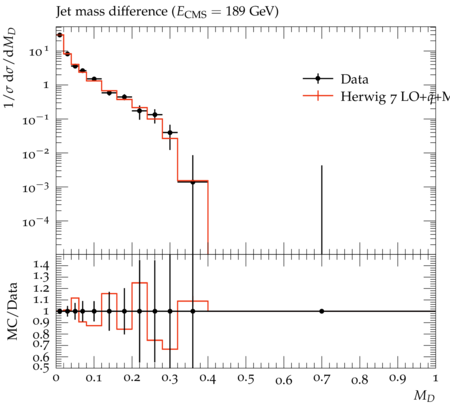 Jet mass difference (E_CMS = 189 GeV)
1/σ dσ/dM_D
10^1
1
10^−1
10^−2
10^−3
10^−4
Data
Herwig 7 LO+q̃+M
MC/Data
1.4
1.3
1.2
1.1
1
0.9
0.8
0.7
0.6
0.5
0 0.1 0.2 0.3 0.4 0.5 0.6 0.7 0.8 0.9 1
M_D